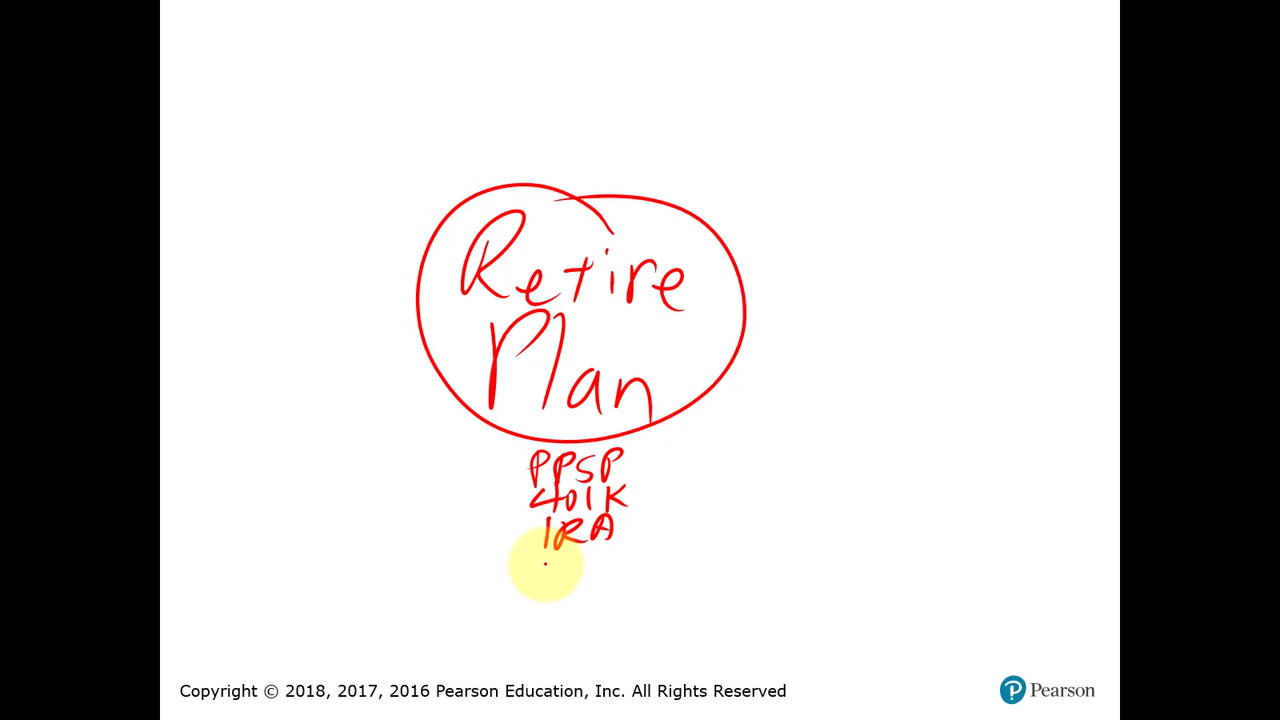 Retire
Plan
PPSP
401K
IRA
Copyright © 2018, 2017, 2016 Pearson Education, Inc. All Rights Reserved
Pearson